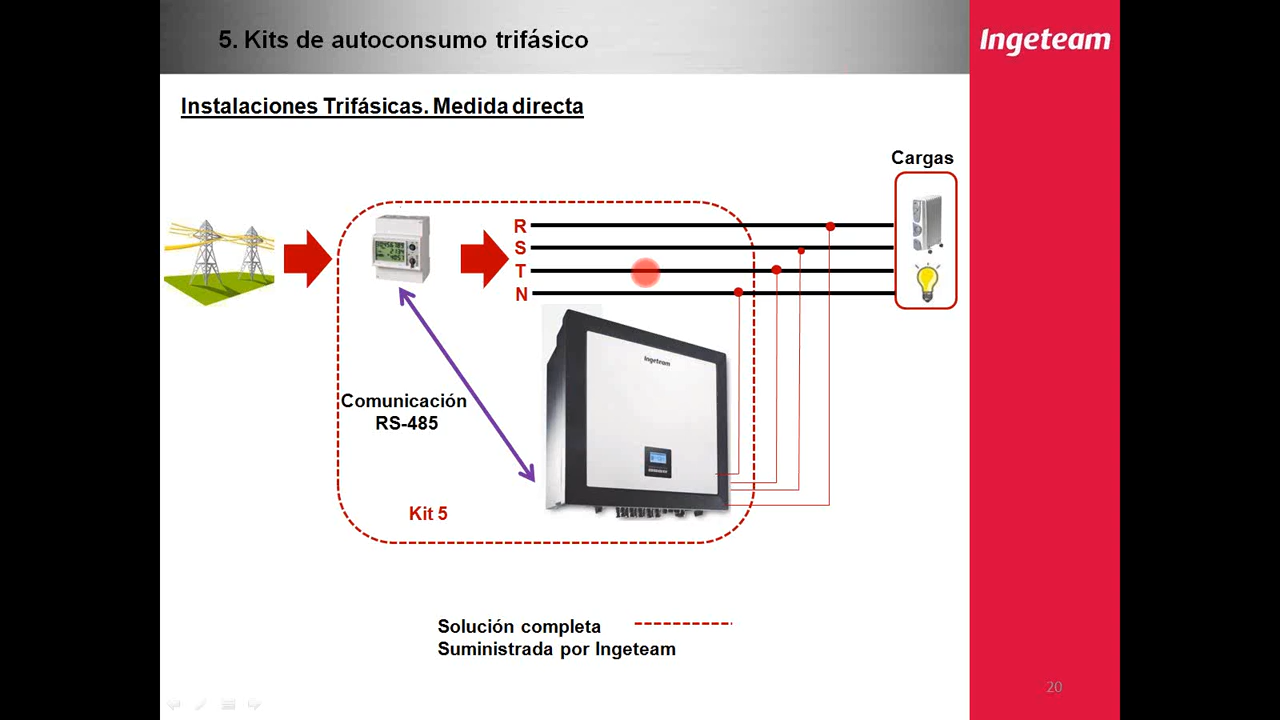 5. Kits de autoconsumo trifásico
Ingeteam
Instalaciones Trifásicas. Medida directa
Cargas
R
S
T
N
Ingeteam
Comunicación
RS-485
Kit 5
Solución completa
Suministrada por Ingeteam
20